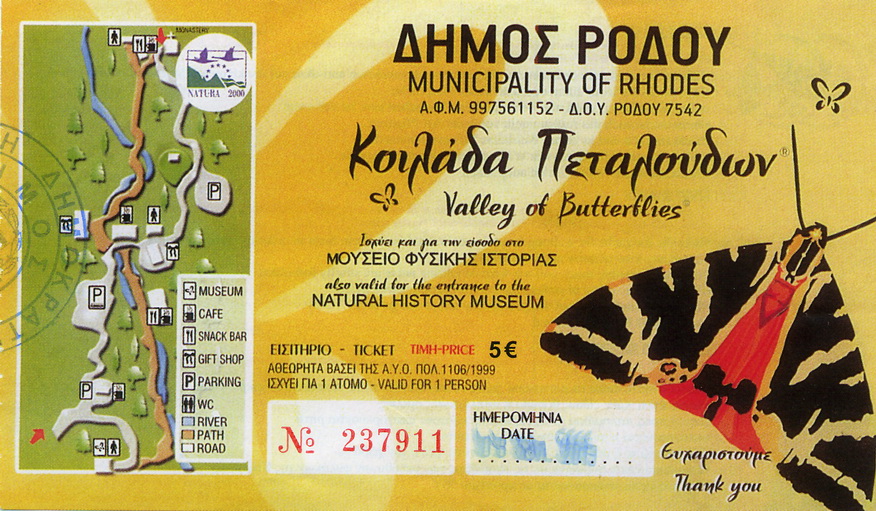 MONASTERY
NATURA 2000
P
P
P
MUSEUM
CAFE
SNACK BAR
GIFT SHOP
P PARKING
WC
RIVER
PATH
ROAD
ΔΗΜΟΣ ΡΟΔΟΥ
MUNICIPALITY OF RHODES
Α.Φ.Μ. 997561152 - Δ.Ο.Υ. ΡΟΔΟΥ 7542
Κοιλάδα Πεταλούδων®
Valley of Butterflies
Ισχύει και για την είσοδο στο
ΜΟΥΣΕΙΟ ΦΥΣΙΚΗΣ ΙΣΤΟΡΙΑΣ
also valid for the entrance to the
NATURAL HISTORY MUSEUM
ΕΙΣΙΤΗΡΙΟ - TICKET ΤΙΜΗ-PRICE 5€
ΑΘΕΩΡΗΤΑ ΒΑΣΕΙ ΤΗΣ Α.Υ.Ο. ΠΟΛ.1106/1999
ΙΣΧΥΕΙ ΓΙΑ 1 ΑΤΟΜΟ - VALID FOR 1 PERSON
№ 237911
ΗΜΕΡΟΜΗΝΙΑ
DATE
Ευχαριστούμε
Thank you